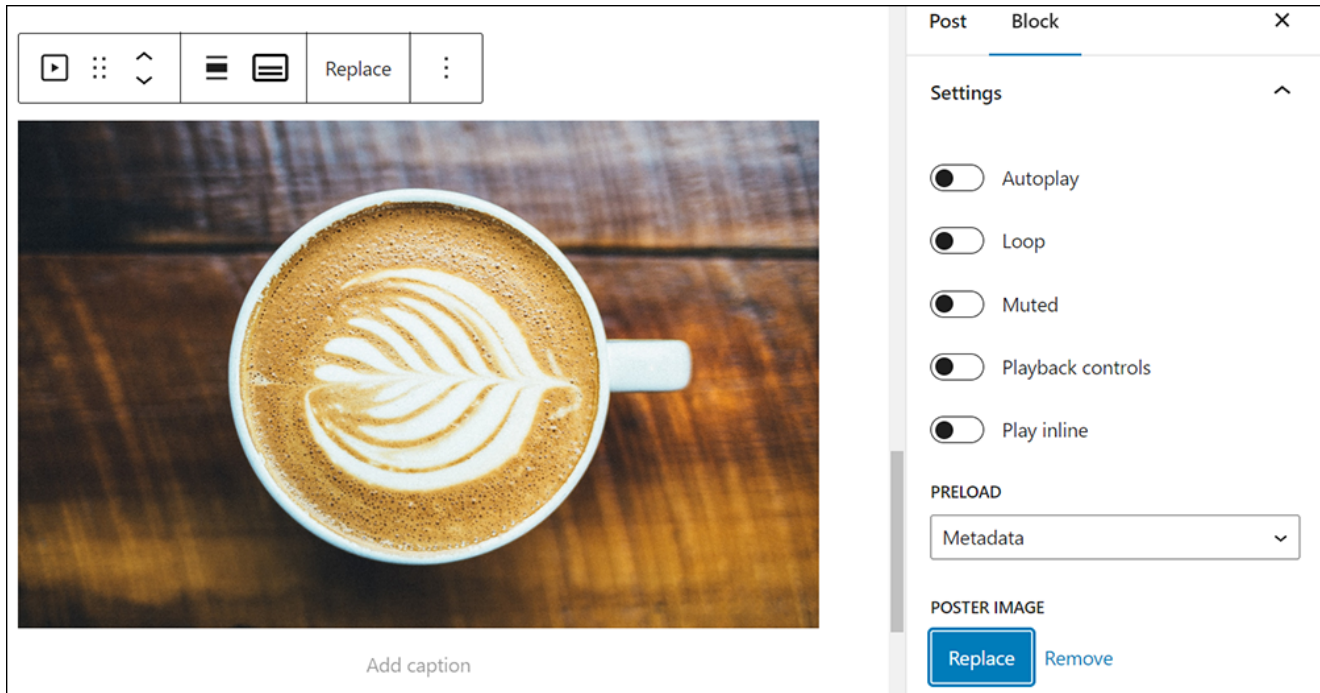 Replace
Add caption
Post Block
Settings
Autoplay
Loop
Muted
Playback controls
Play inline
PRELOAD
Metadata
POSTER IMAGE
Replace Remove